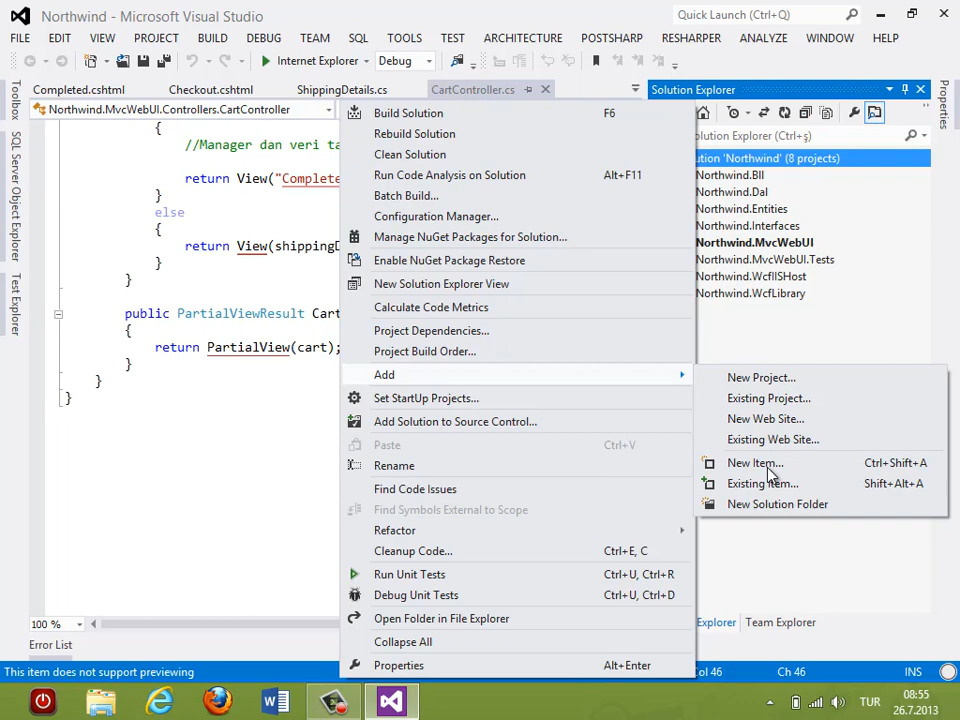 Northwind - Microsoft Visual Studio
Quick Launch (Ctrl+Q)
FILE EDIT VIEW PROJECT BUILD DEBUG TEAM SQL TOOLS TEST ARCHITECTURE POSTSHARP RESHARPER ANALYZE WINDOW HELP
Internet Explorer Debug
Completed.cshtml Checkout.cshtml ShippingDetails.cs CartController.cs
Northwind.MvcWebUI.Controllers.CartController
Toolbox
SQL Server Object Explorer
Test Explorer
{
//Manager dan veri ta
return View("Complete
}
else
{
return View(shippingD
}
}
public PartialViewResult Cart
{
return PartialView(cart);
}
}
}
100 %
Error List
Build Solution F6
Rebuild Solution
Clean Solution
Run Code Analysis on Solution Alt+F11
Batch Build...
Configuration Manager...
Manage NuGet Packages for Solution...
Enable NuGet Package Restore
New Solution Explorer View
Calculate Code Metrics
Project Dependencies...
Project Build Order...
Add
Set StartUp Projects...
Add Solution to Source Control...
Paste Ctrl+V
Rename
Find Code Issues
Find Symbols External to Scope
Refactor
Cleanup Code... Ctrl+E, C
Run Unit Tests Ctrl+U, Ctrl+R
Debug Unit Tests Ctrl+U, Ctrl+D
Open Folder in File Explorer
Collapse All
Properties Alt+Enter
New Project...
Existing Project...
New Web Site...
Existing Web Site...
New Item... Ctrl+Shift+A
Existing Item... Shift+Alt+A
New Solution Folder
Solution Explorer
olution Explorer (Ctrl+ş)
ution 'Northwind' (8 projects)
Northwind.Bll
Northwind.Dal
Northwind.Entities
Northwind.Interfaces
Northwind.MvcWebUI
Northwind.MvcWebUI.Tests
Northwind.WcfIISHost
Northwind.WcfLibrary
Explorer Team Explorer
Properties
This item does not support previewing
Col 46 Ch 46 INS
TUR
08:55
26.7.2013